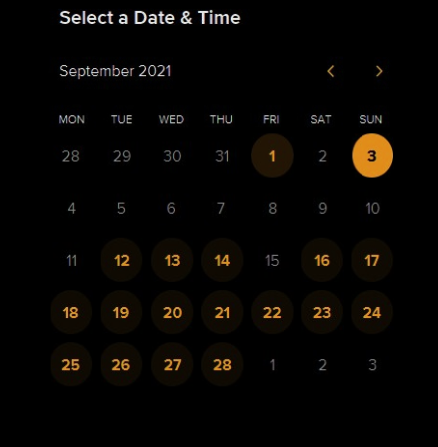 Select a Date & Time
September 2021
MON TUE WED THU FRI SAT SUN
28 29 30 31 1 2 3
4 5 6 7 8 9 10
11 12 13 14 15 16 17
18 19 20 21 22 23 24
25 26 27 28 1 2 3